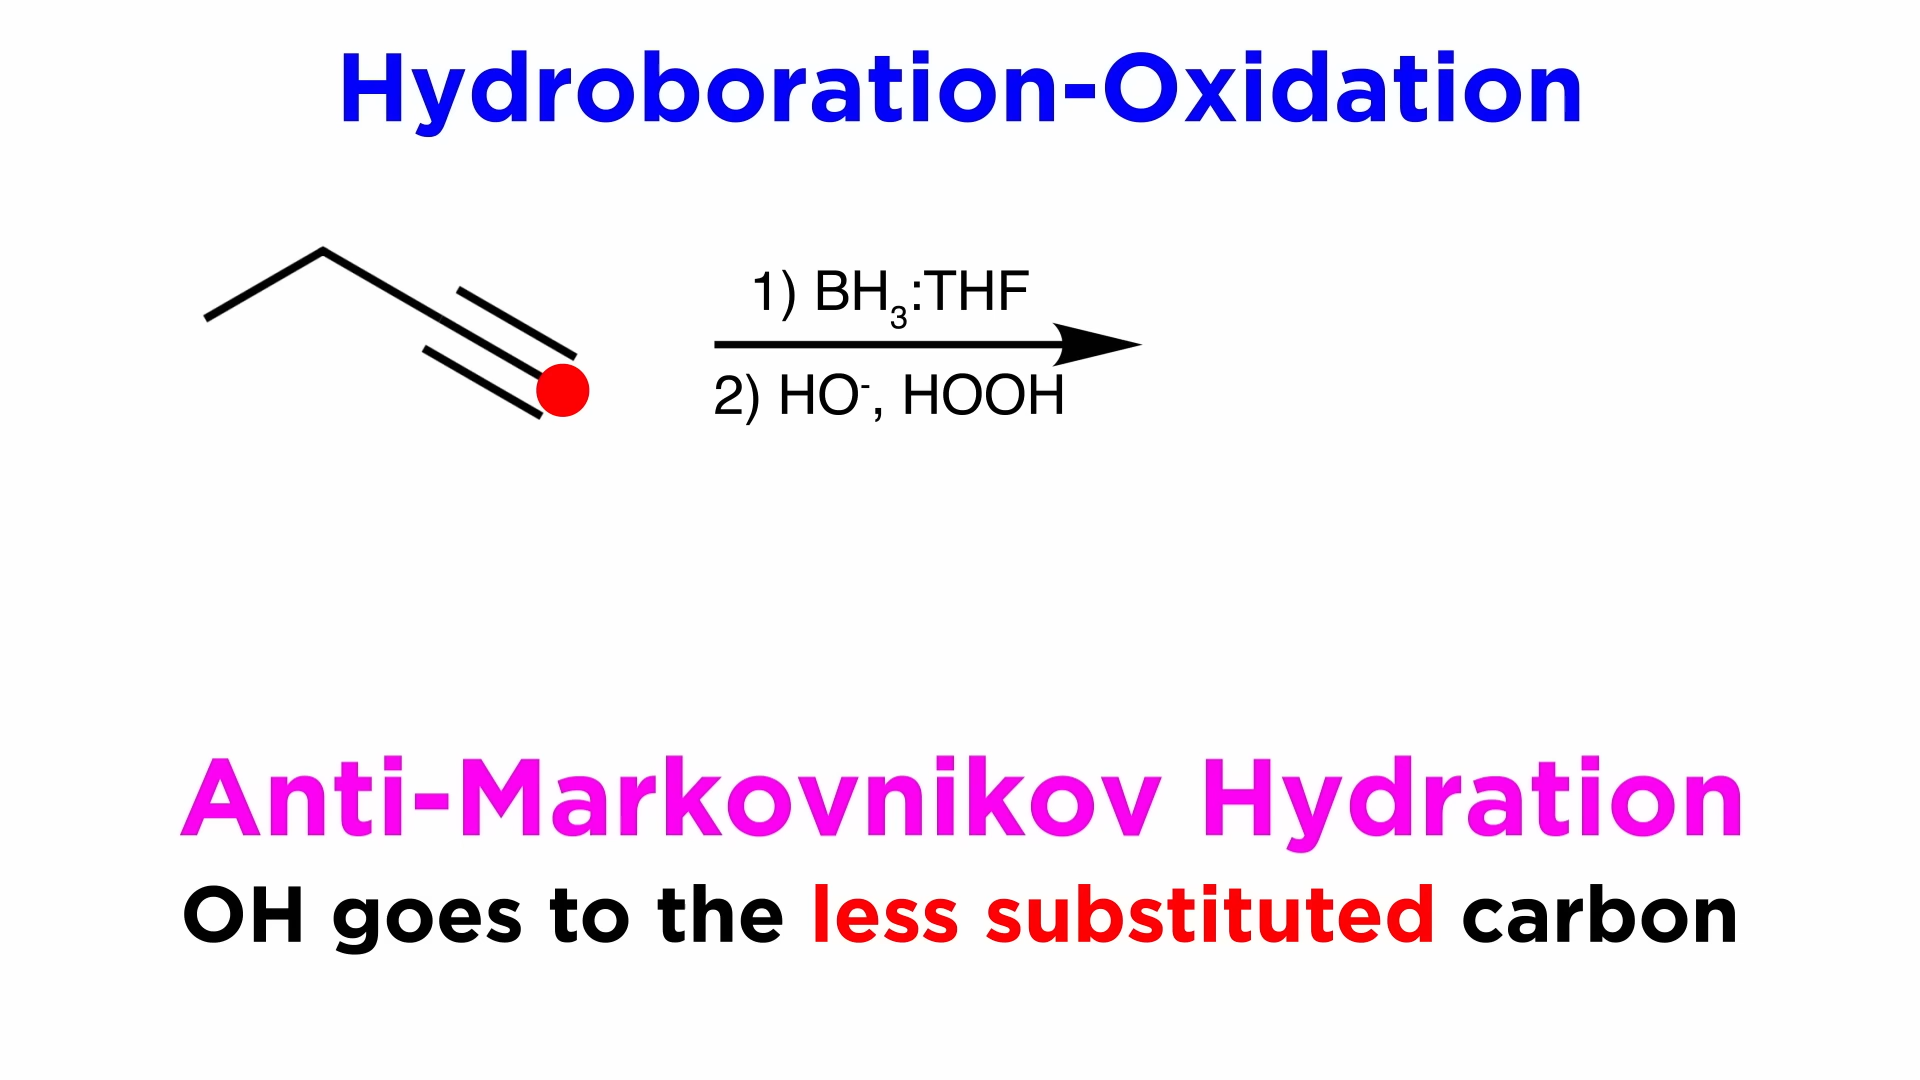 Hydroboration-Oxidation
1) BH₃:THF
2) HO⁻, HOOH
Anti-Markovnikov Hydration
OH goes to the less substituted carbon